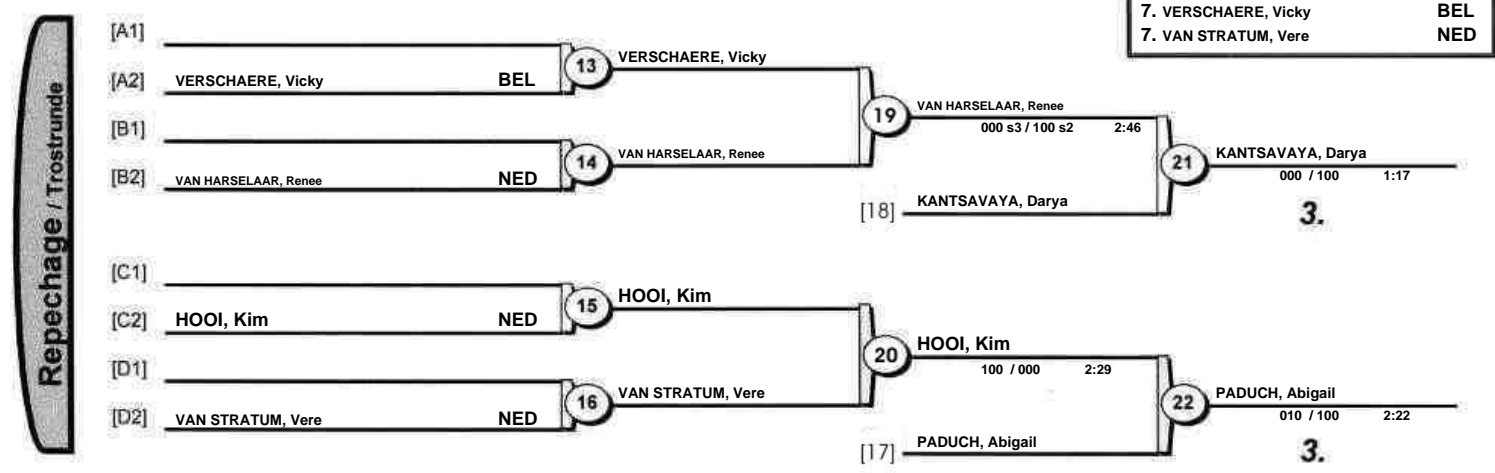 7. VERSCHAERE, Vicky BEL
7. VAN STRATUM, Vere NED
Repechage / Trostrunde
[A1]
[A2] VERSCHAERE, Vicky BEL
13 VERSCHAERE, Vicky
[B1]
[B2] VAN HARSELAAR, Renee NED
14 VAN HARSELAAR, Renee
19 VAN HARSELAAR, Renee
000 s3 / 100 s2 2:46
[18] KANTSAVAYA, Darya
21 KANTSAVAYA, Darya
000 / 100 1:17
3.
[C1]
[C2] HOOI, Kim NED
15 HOOI, Kim
[D1]
[D2] VAN STRATUM, Vere NED
16 VAN STRATUM, Vere
20 HOOI, Kim
100 / 000 2:29
[17] PADUCH, Abigail
22 PADUCH, Abigail
010 / 100 2:22
3.